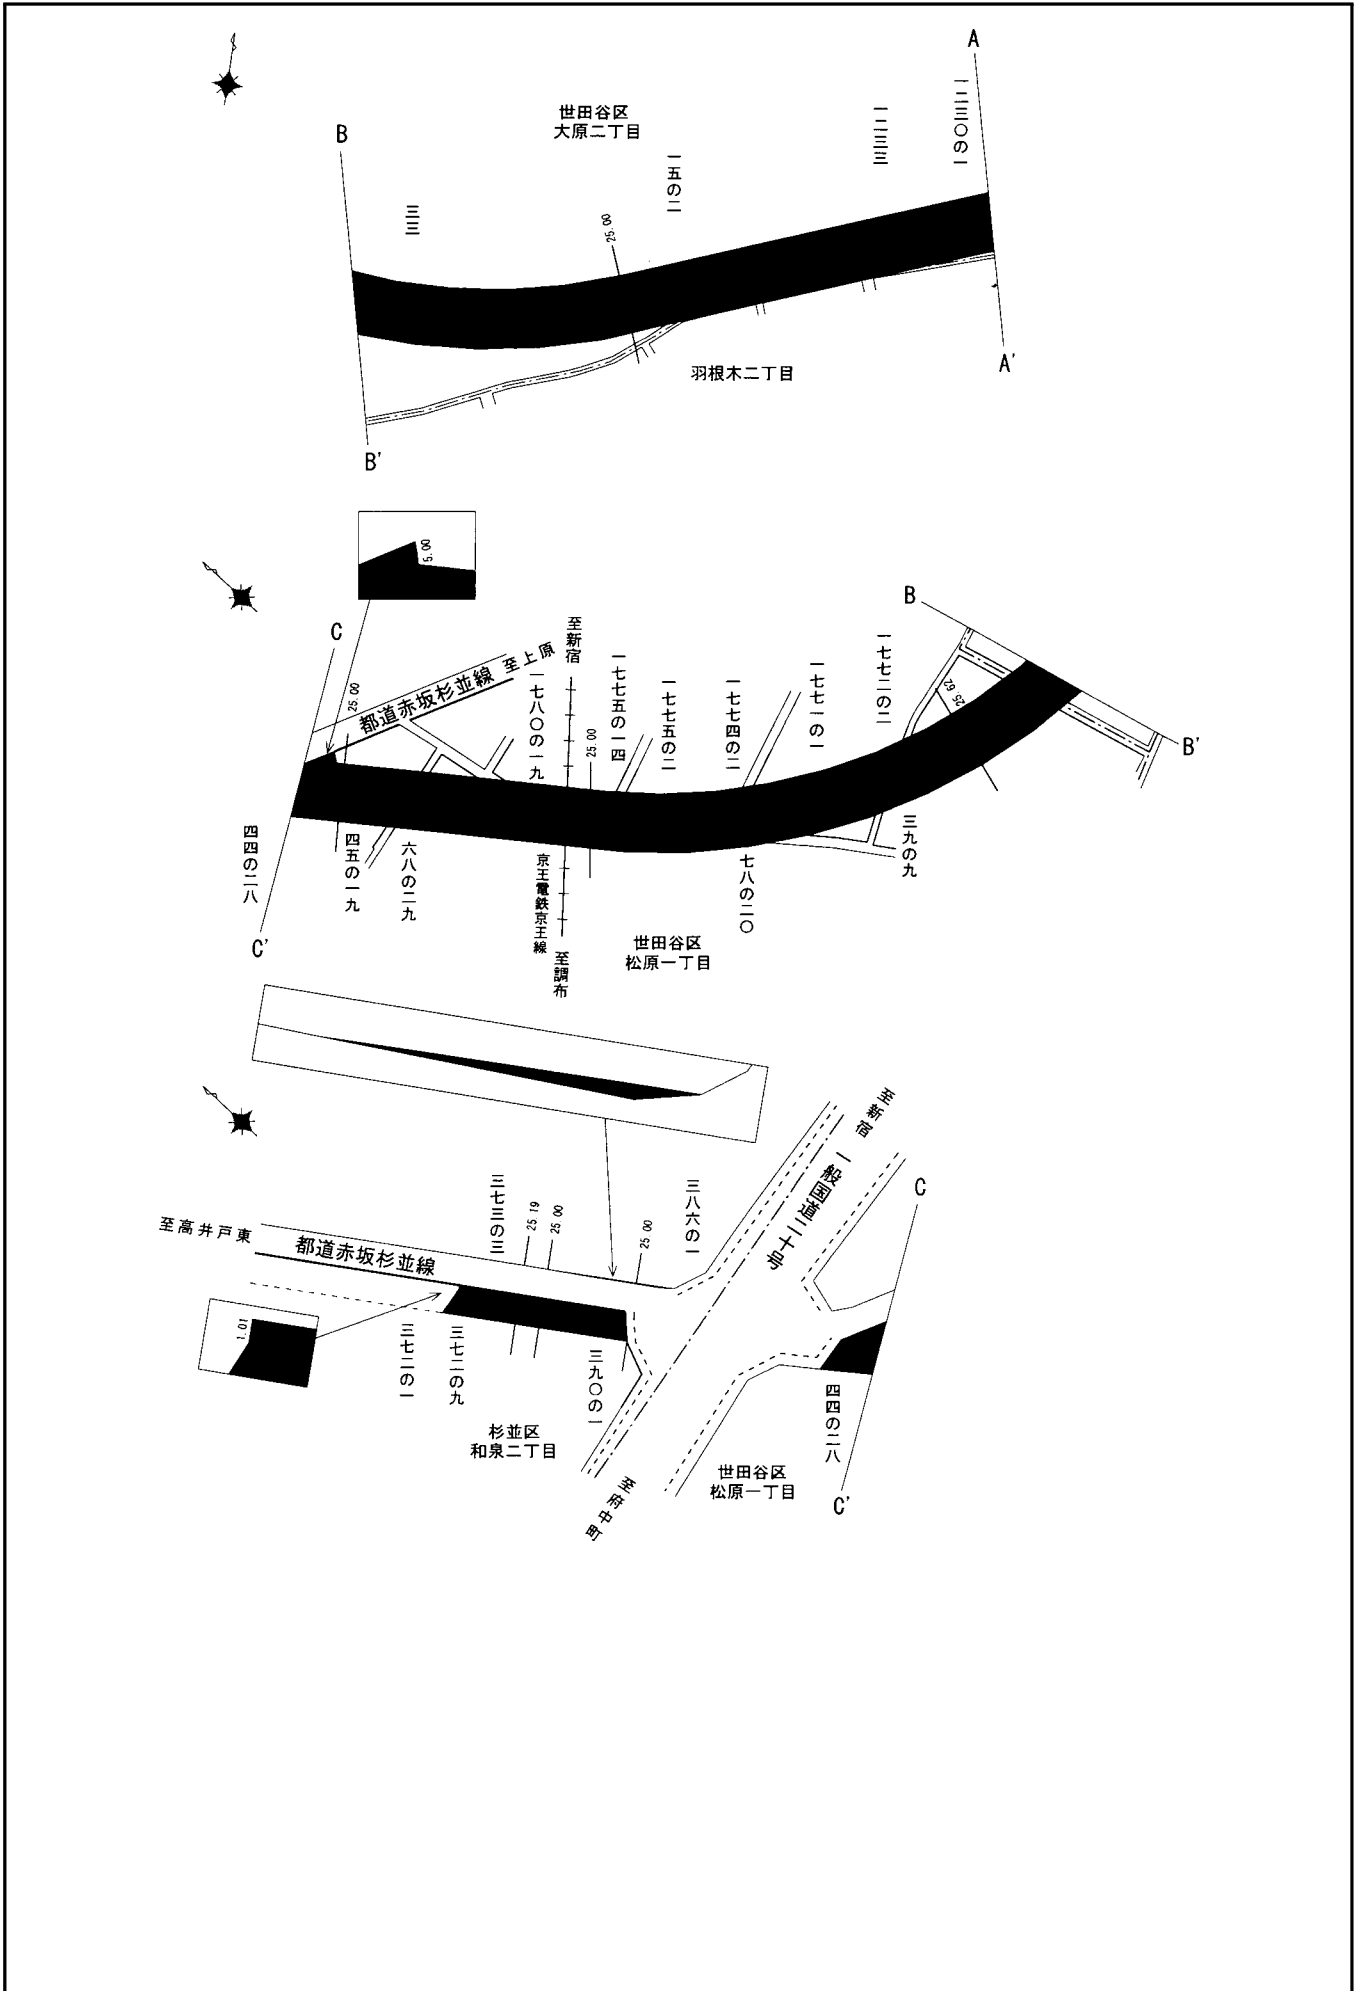 A
B
世田谷区
大原二丁目
一二三〇の一
一二三三
一五の二
三三
25.00
羽根木二丁目
A'
B'
5.00
C
B
至新宿
至上原
都道赤坂杉並線
25.00
一七八〇の一九
25.00
一七七五の一四
一七七五の二
一七七四の二
一七七一の一
一七七二の二
25.62
B'
四四の二八
四五の一九
六八の二九
京王電鉄京王線
至調布
七八の二〇
三九の九
世田谷区
松原一丁目
C'
至新宿
一般国道二十号
C
至高井戸東
都道赤坂杉並線
三七三の三
25.19
25.00
25.00
三八六の一
1.01
三七二の一
三七二の九
三九〇の一
四四の二八
杉並区
和泉二丁目
世田谷区
松原一丁目
至府中町
C'